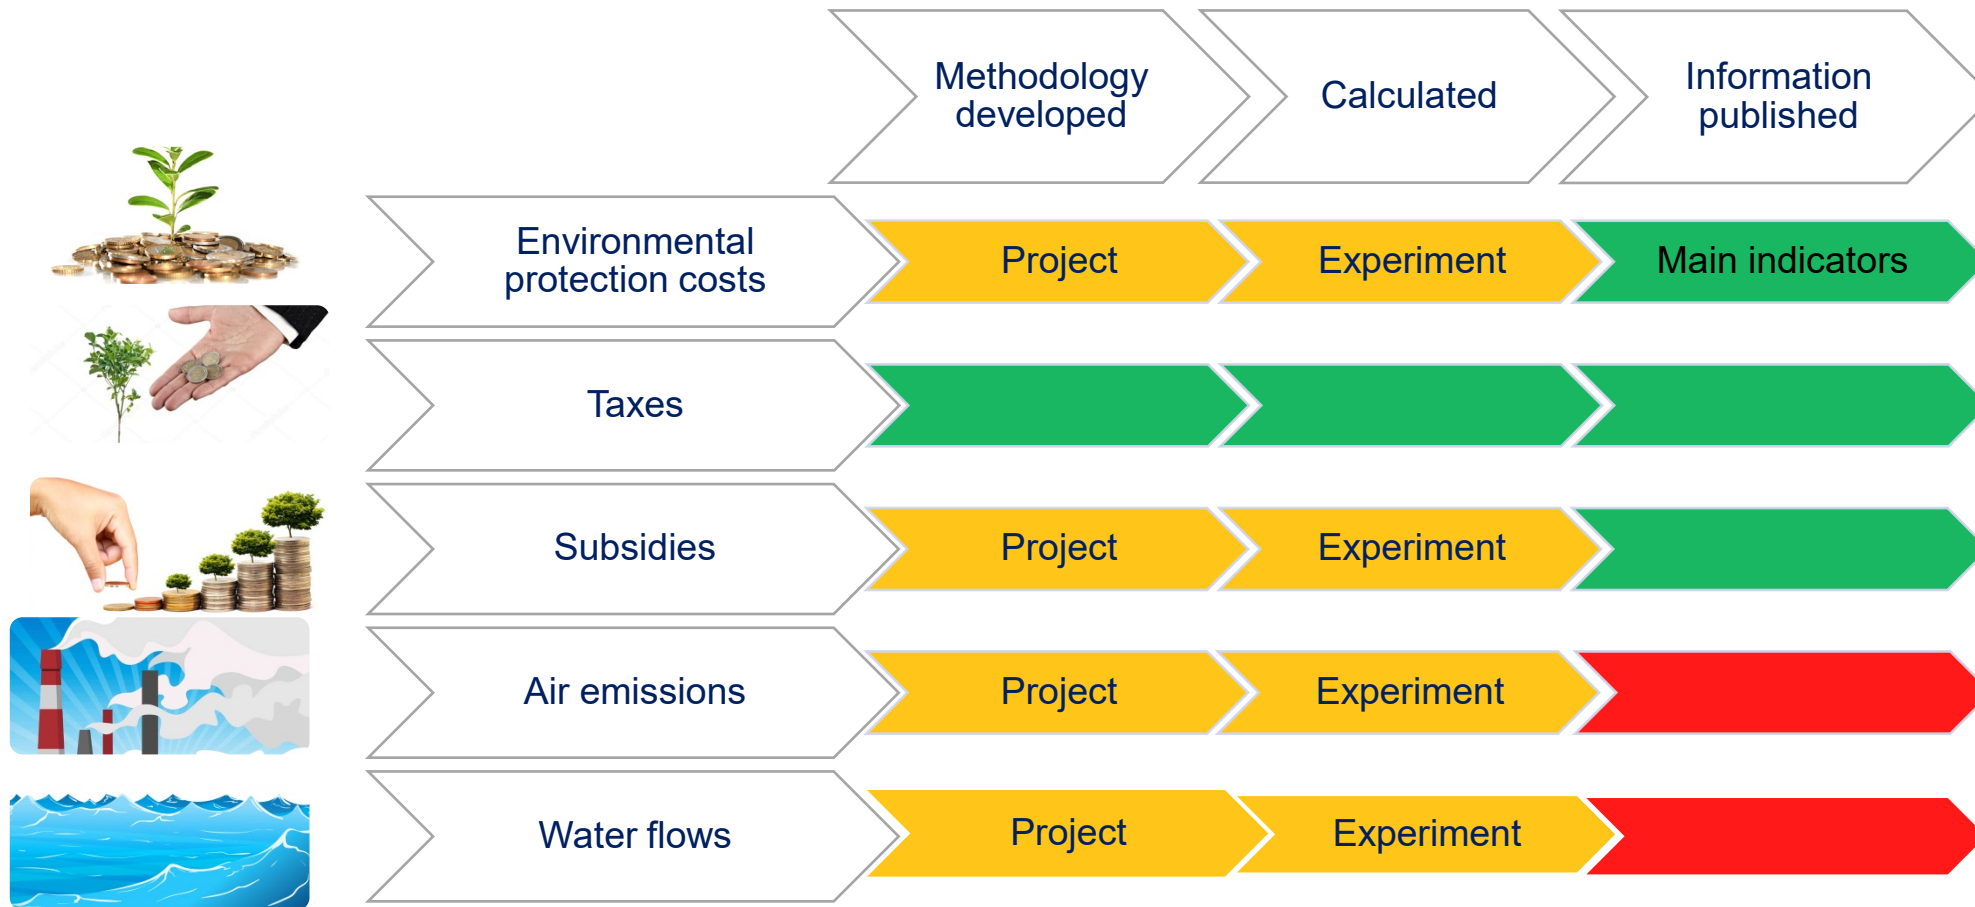 Methodology
developed
Calculated
Information
published
Environmental
protection costs
Project
Experiment
Main indicators
Taxes
Subsidies
Project
Experiment
Air emissions
Project
Experiment
Water flows
Project
Experiment